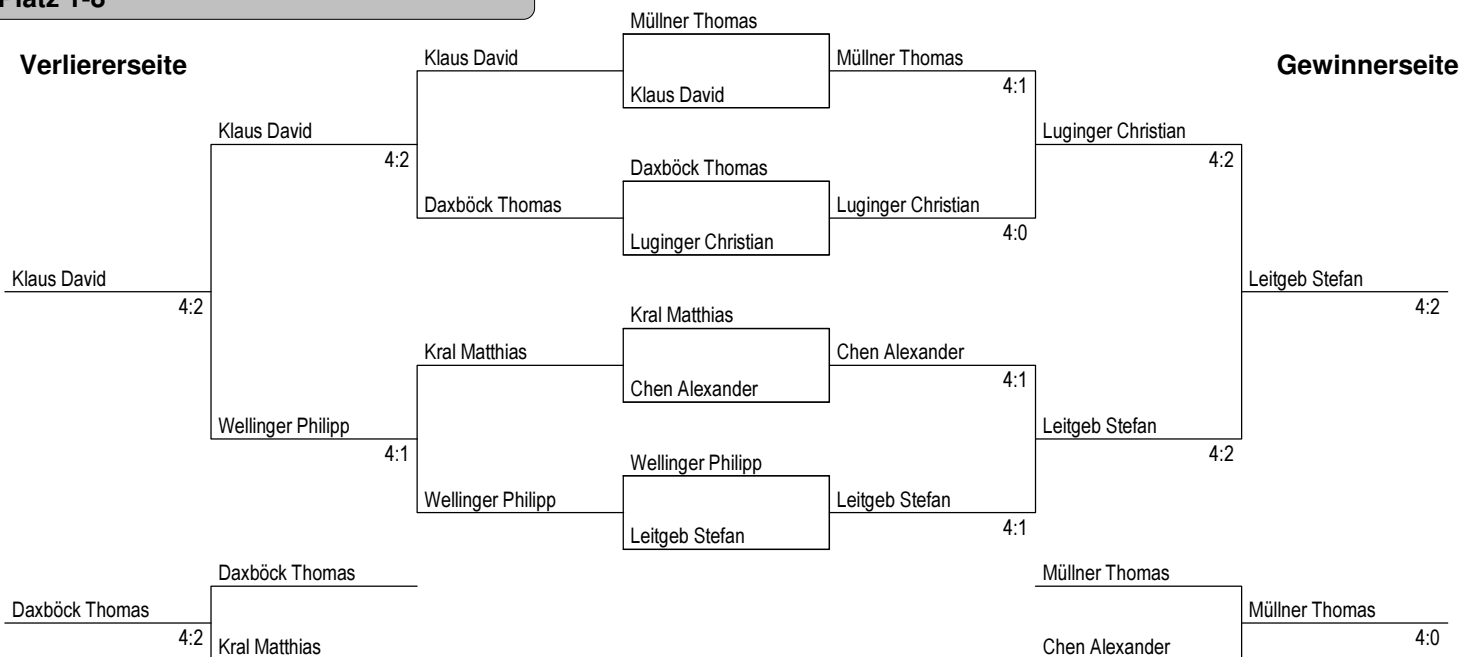 Platz 1-8
Müllner Thomas
Verliererseite
Klaus David
Müllner Thomas
Gewinnerseite
Klaus David
4:1
Klaus David
Luginger Christian
4:2
Daxböck Thomas
4:2
Daxböck Thomas
Luginger Christian
Luginger Christian
4:0
Klaus David
Leitgeb Stefan
4:2
Kral Matthias
4:2
Kral Matthias
Chen Alexander
Chen Alexander
4:1
Wellinger Philipp
Leitgeb Stefan
4:1
Wellinger Philipp
4:2
Wellinger Philipp
Leitgeb Stefan
Leitgeb Stefan
4:1
Daxböck Thomas
Müllner Thomas
Daxböck Thomas
Müllner Thomas
4:2
Kral Matthias
Chen Alexander
4:0